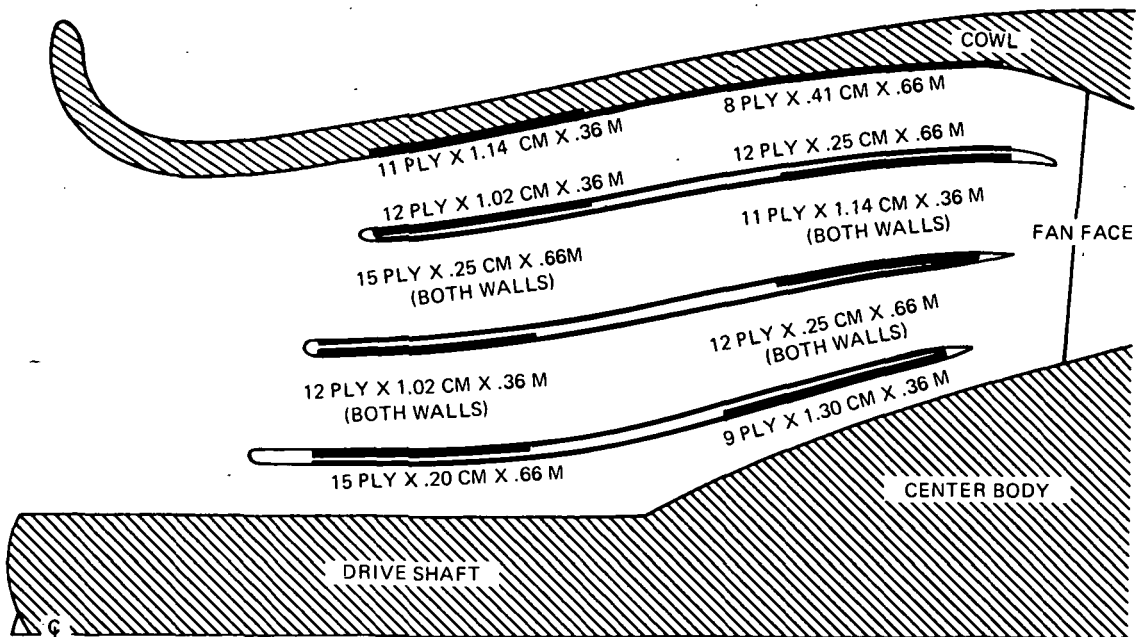 COWL
8 PLY X .41 CM X .66 M
11 PLY X 1.14 CM X .36 M
12 PLY X .25 CM X .66 M
12 PLY X 1.02 CM X .36 M
11 PLY X 1.14 CM X .36 M
(BOTH WALLS)
FAN FACE
15 PLY X .25 CM X .66M
(BOTH WALLS)
12 PLY X .25 CM X .66 M
(BOTH WALLS)
12 PLY X 1.02 CM X .36 M
(BOTH WALLS)
9 PLY X 1.30 CM X .36 M
15 PLY X .20 CM X .66 M
CENTER BODY
DRIVE SHAFT
℄